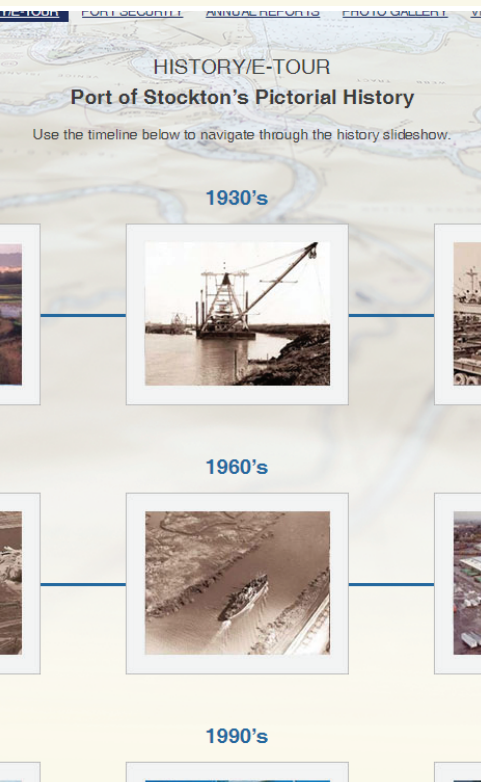 PORT SECURITY ANNUAL REPORTS PHOTO GALLERY
HISTORY/E-TOUR
Port of Stockton's Pictorial History
Use the timeline below to navigate through the history slideshow.
1930's
1960's
1990's